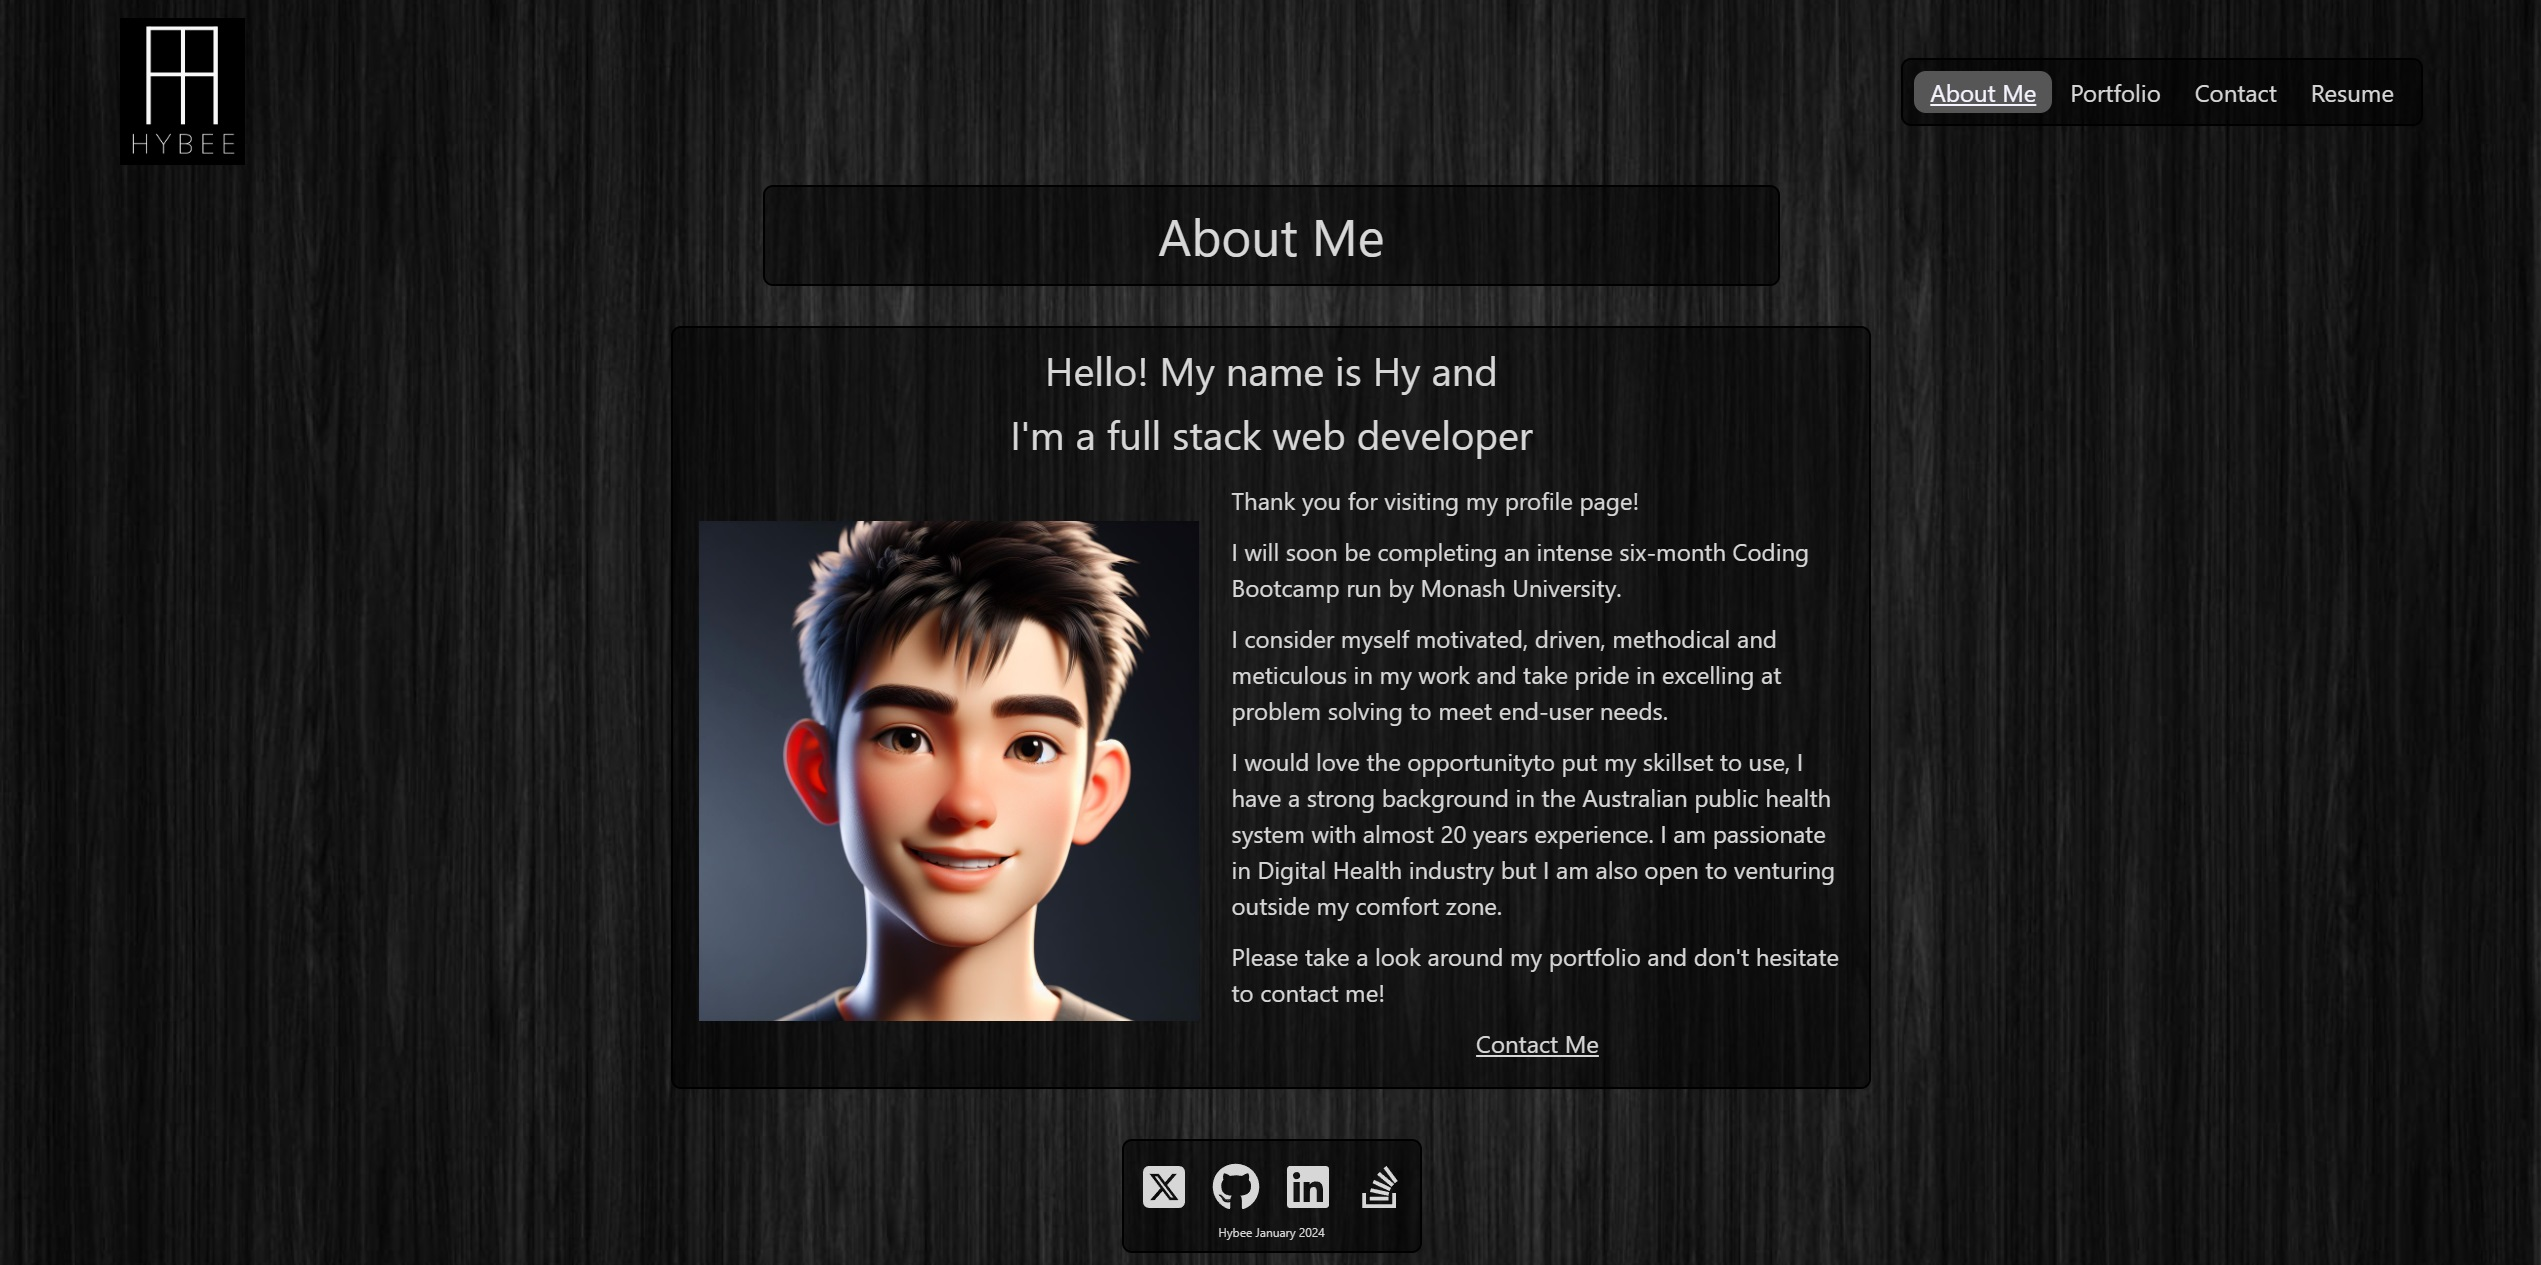 HYBEE
About Me
Portfolio
Contact
Resume
About Me
Hello! My name is Hy and
I'm a full stack web developer
Thank you for visiting my profile page!
I will soon be completing an intense six-month Coding
Bootcamp run by Monash University.
I consider myself motivated, driven, methodical and
meticulous in my work and take pride in excelling at
problem solving to meet end-user needs.
I would love the opportunityto put my skillset to use, I
have a strong background in the Australian public health
system with almost 20 years experience. I am passionate
in Digital Health industry but I am also open to venturing
outside my comfort zone.
Please take a look around my portfolio and don't hesitate
to contact me!
Contact Me
X
in
Hybee January 2024